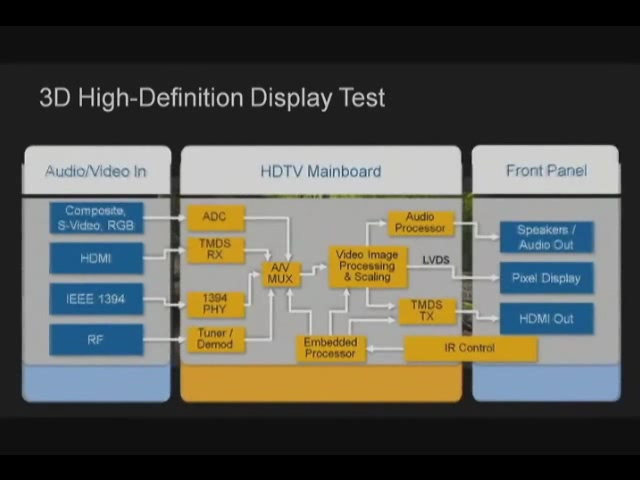 3D High-Definition Display Test
Audio/Video In
HDTV Mainboard
Front Panel
Composite,
S-Video, RGB
HDMI
IEEE 1394
RF
ADC
TMDS
RX
1394
PHY
Tuner /
Demod
A/V
MUX
Video Image
Processing
& Scaling
Embedded
Processor
Audio
Processor
LVDS
TMDS
TX
IR Control
Speakers /
Audio Out
Pixel Display
HDMI Out